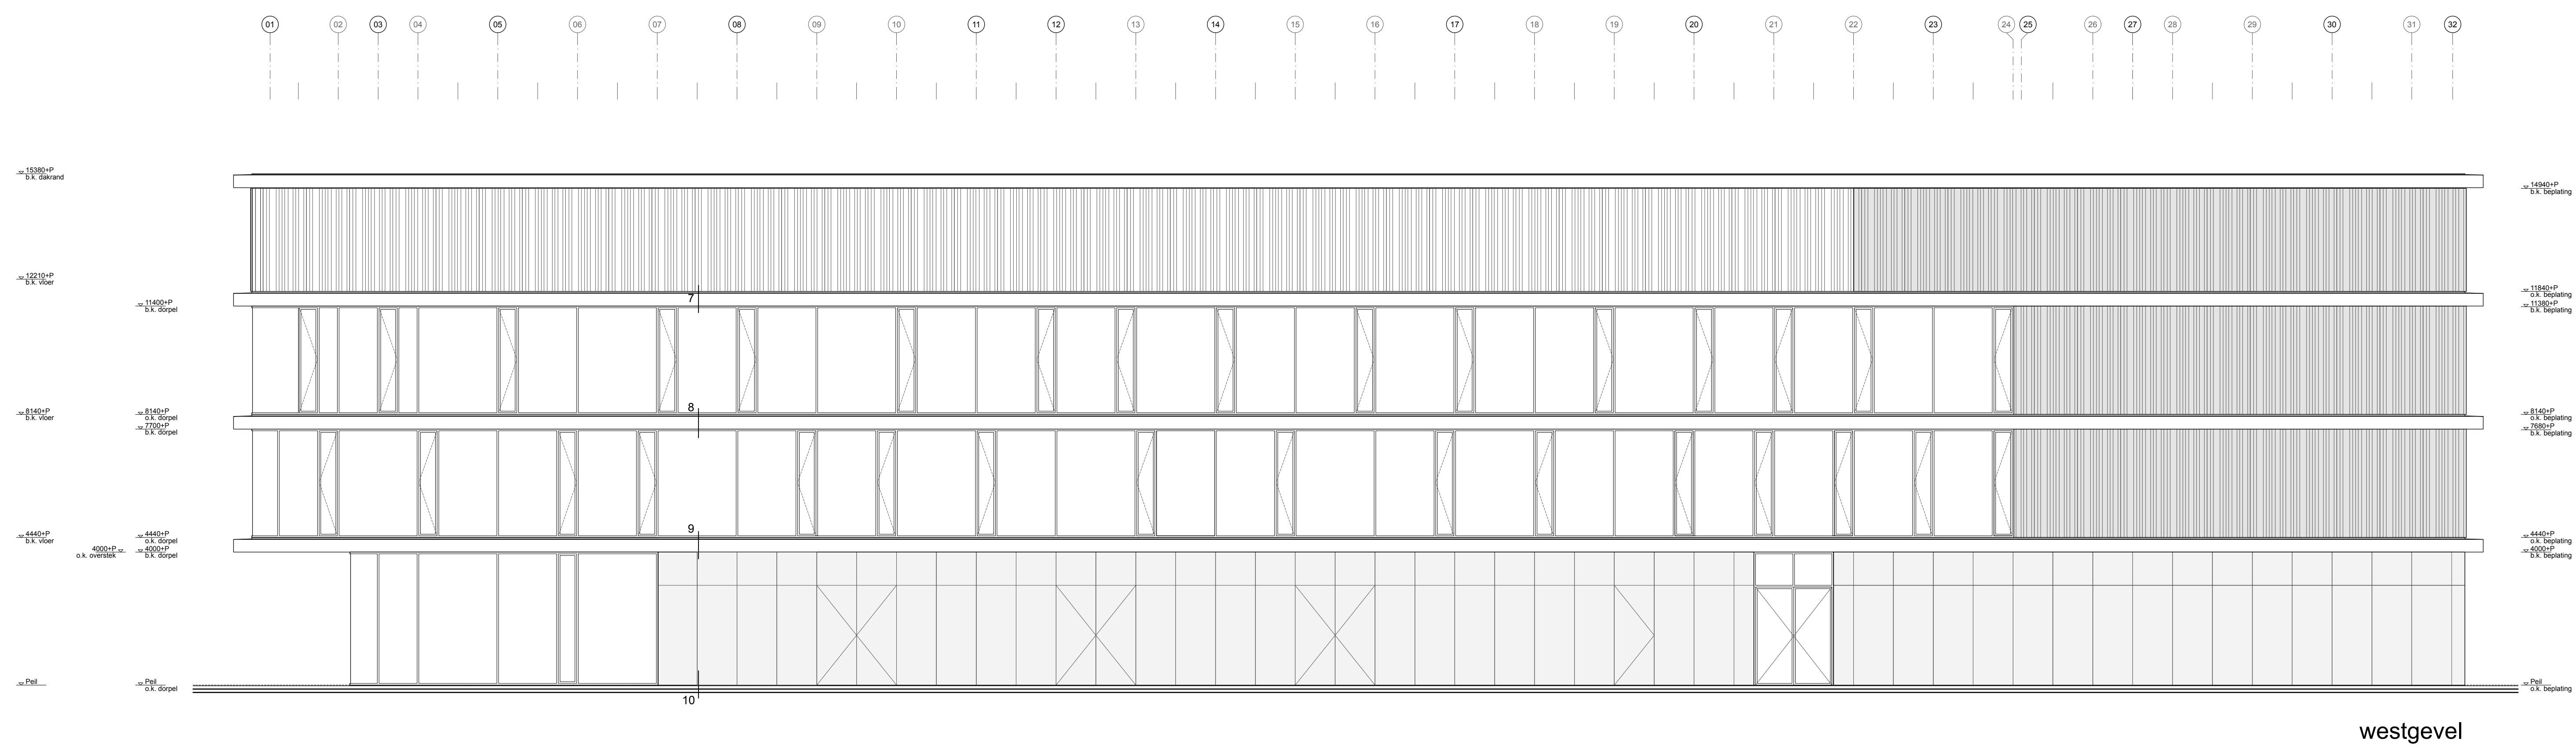 01 02 03 04 05 06 07 08 09 10 11 12 13 14 15 16 17 18 19 20 21 22 23 24 25 26 27 28 29 30 31 32
15380+P
b.k. dakrand
14940+P
b.k. beplating
12210+P
b.k. vloer
11400+P
b.k. dorpel
7
11840+P
o.k. beplating
11380+P
b.k. beplating
8140+P
b.k. vloer
8140+P
o.k. dorpel
7700+P
b.k. dorpel
8
8140+P
o.k. beplating
7680+P
b.k. beplating
4440+P
b.k. vloer
4000+P
o.k. overstek
4440+P
o.k. dorpel
4000+P
b.k. dorpel
9
4440+P
o.k. beplating
4000+P
b.k. beplating
Peil
Peil
o.k. dorpel
10
Peil
o.k. beplating
westgevel